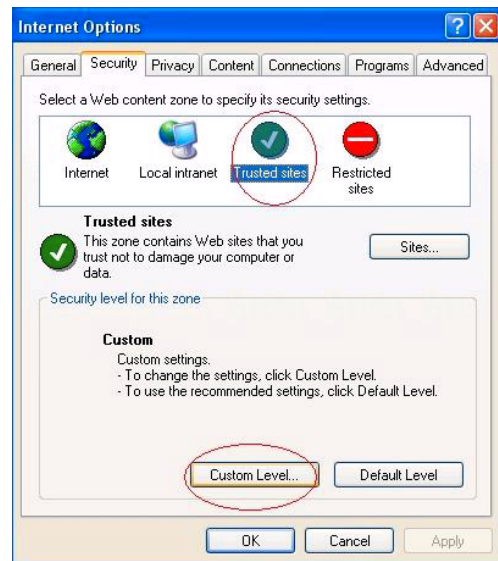 Internet Options
General Security Privacy Content Connections Programs Advanced
Select a Web content zone to specify its security settings.
Internet Local intranet Trusted sites Restricted
sites
Trusted sites
This zone contains Web sites that you
trust not to damage your computer or
data.
Sites...
Security level for this zone
Custom
Custom settings.
- To change the settings, click Custom Level.
- To use the recommended settings, click Default Level.
Custom Level... Default Level
OK Cancel Apply